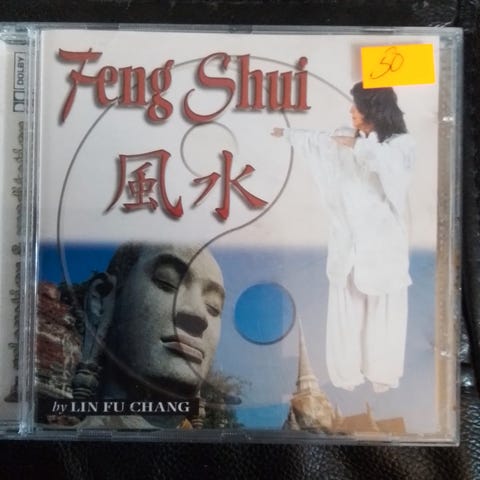 Feng Shui
風水
50
by LIN FU CHANG
DOLBY